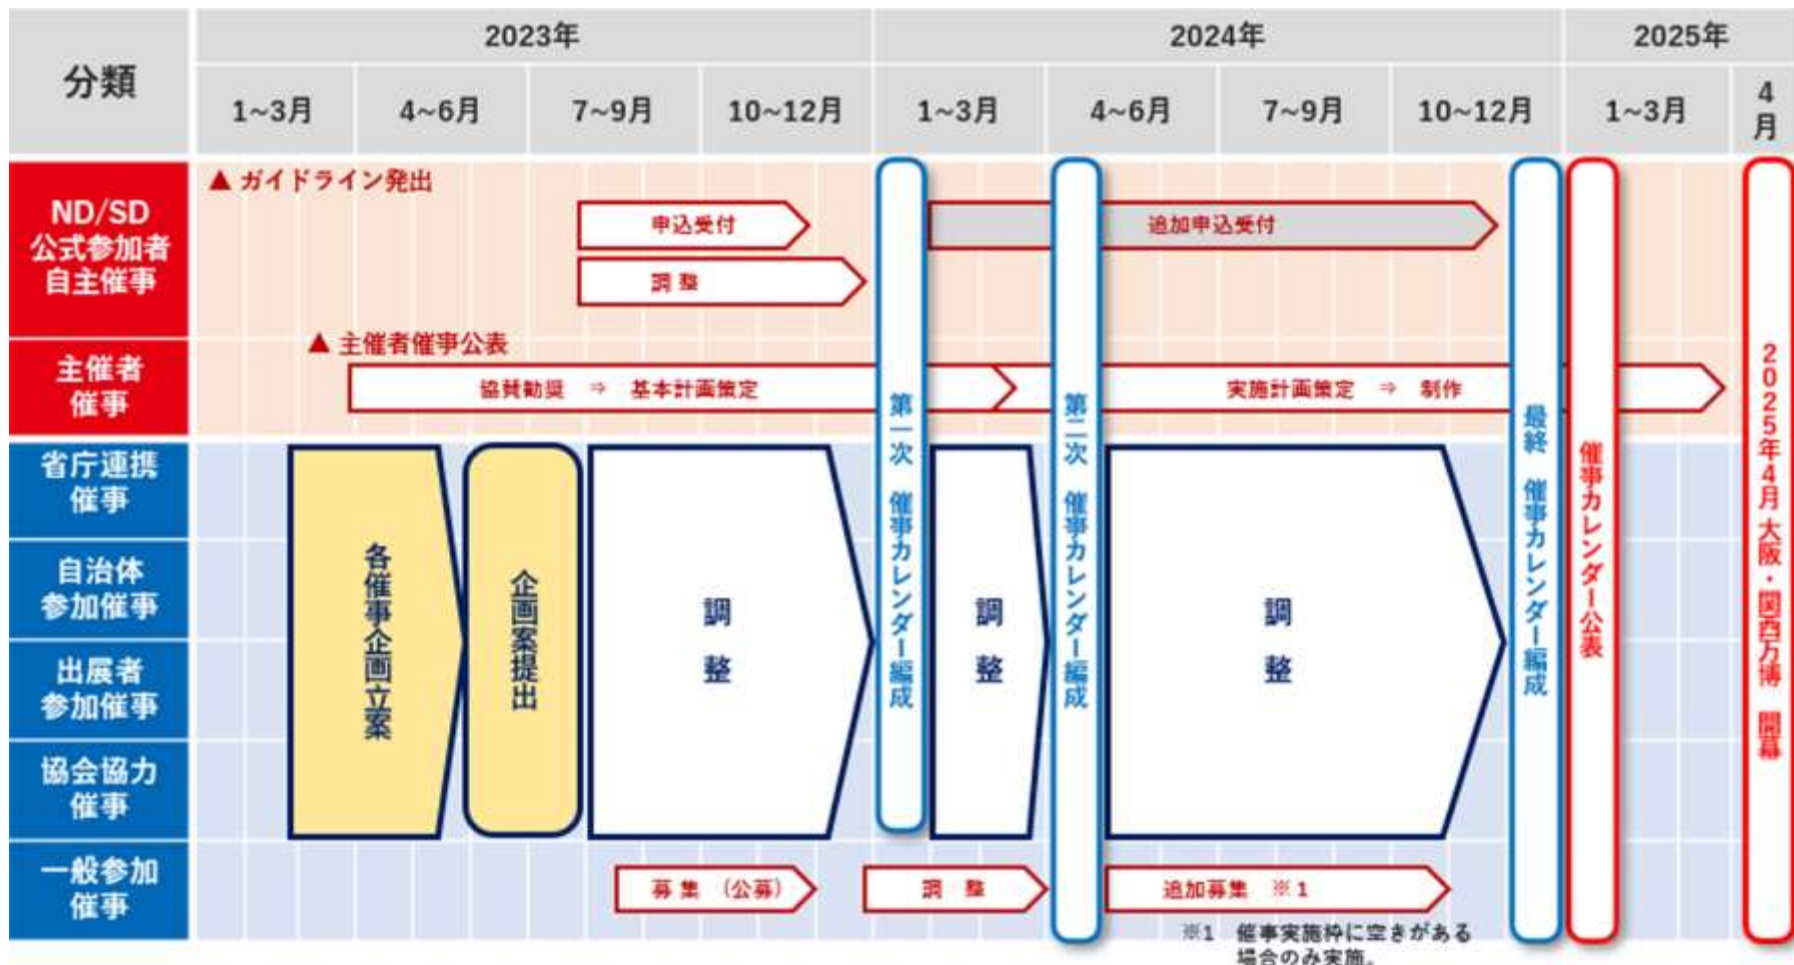 分類
2023年
2024年
2025年
1~3月
4~6月
7~9月
10~12月
1~3月
4~6月
7~9月
10~12月
1~3月
4
月
ND/SD
公式参加者
自主催事
▲ ガイドライン発出
申込受付
追加申込受付
調 整
主催者
催事
▲ 主催者催事公表
協賛勧奨 ⇒ 基本計画策定
実施計画策定 ⇒ 制作
省庁連携
催事
自治体
参加催事
出展者
参加催事
協会協力
催事
各催事企画立案
企画案提出
調整
第一次 催事カレンダー編成
調整
第二次 催事カレンダー編成
調整
最終 催事カレンダー編成
催事カレンダー公表
2025年4月 大阪・関西万博 開幕
一般参加
催事
募 集 (公募)
調 整
追加募集 ※1
※1 催事実施枠に空きがある
場合のみ実施。